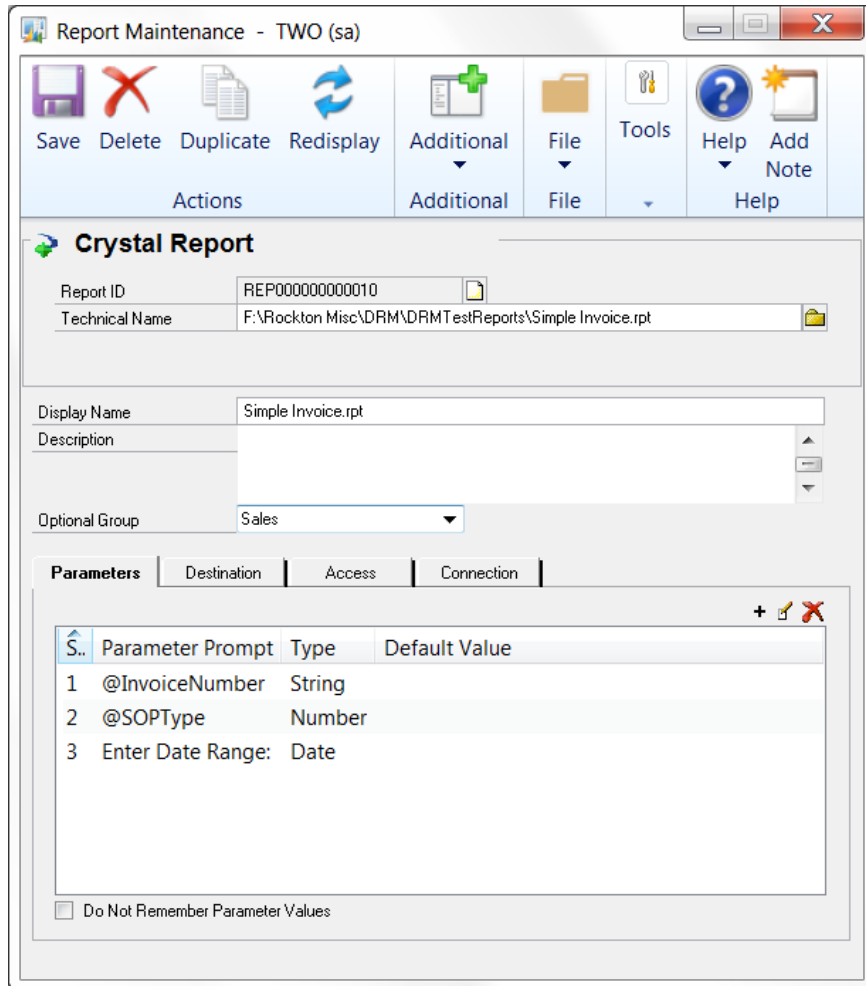 Report Maintenance - TWO (sa)
Save Delete Duplicate Redisplay Additional File Tools Help Add Note
Actions Additional File Help
Crystal Report
Report ID REP000000000010
Technical Name F:\Rockton Misc\DRM\DRMTestReports\Simple Invoice.rpt
Display Name Simple Invoice.rpt
Description
Optional Group Sales
Parameters Destination Access Connection
S.. Parameter Prompt Type Default Value
1 @InvoiceNumber String
2 @SOPType Number
3 Enter Date Range: Date
Do Not Remember Parameter Values